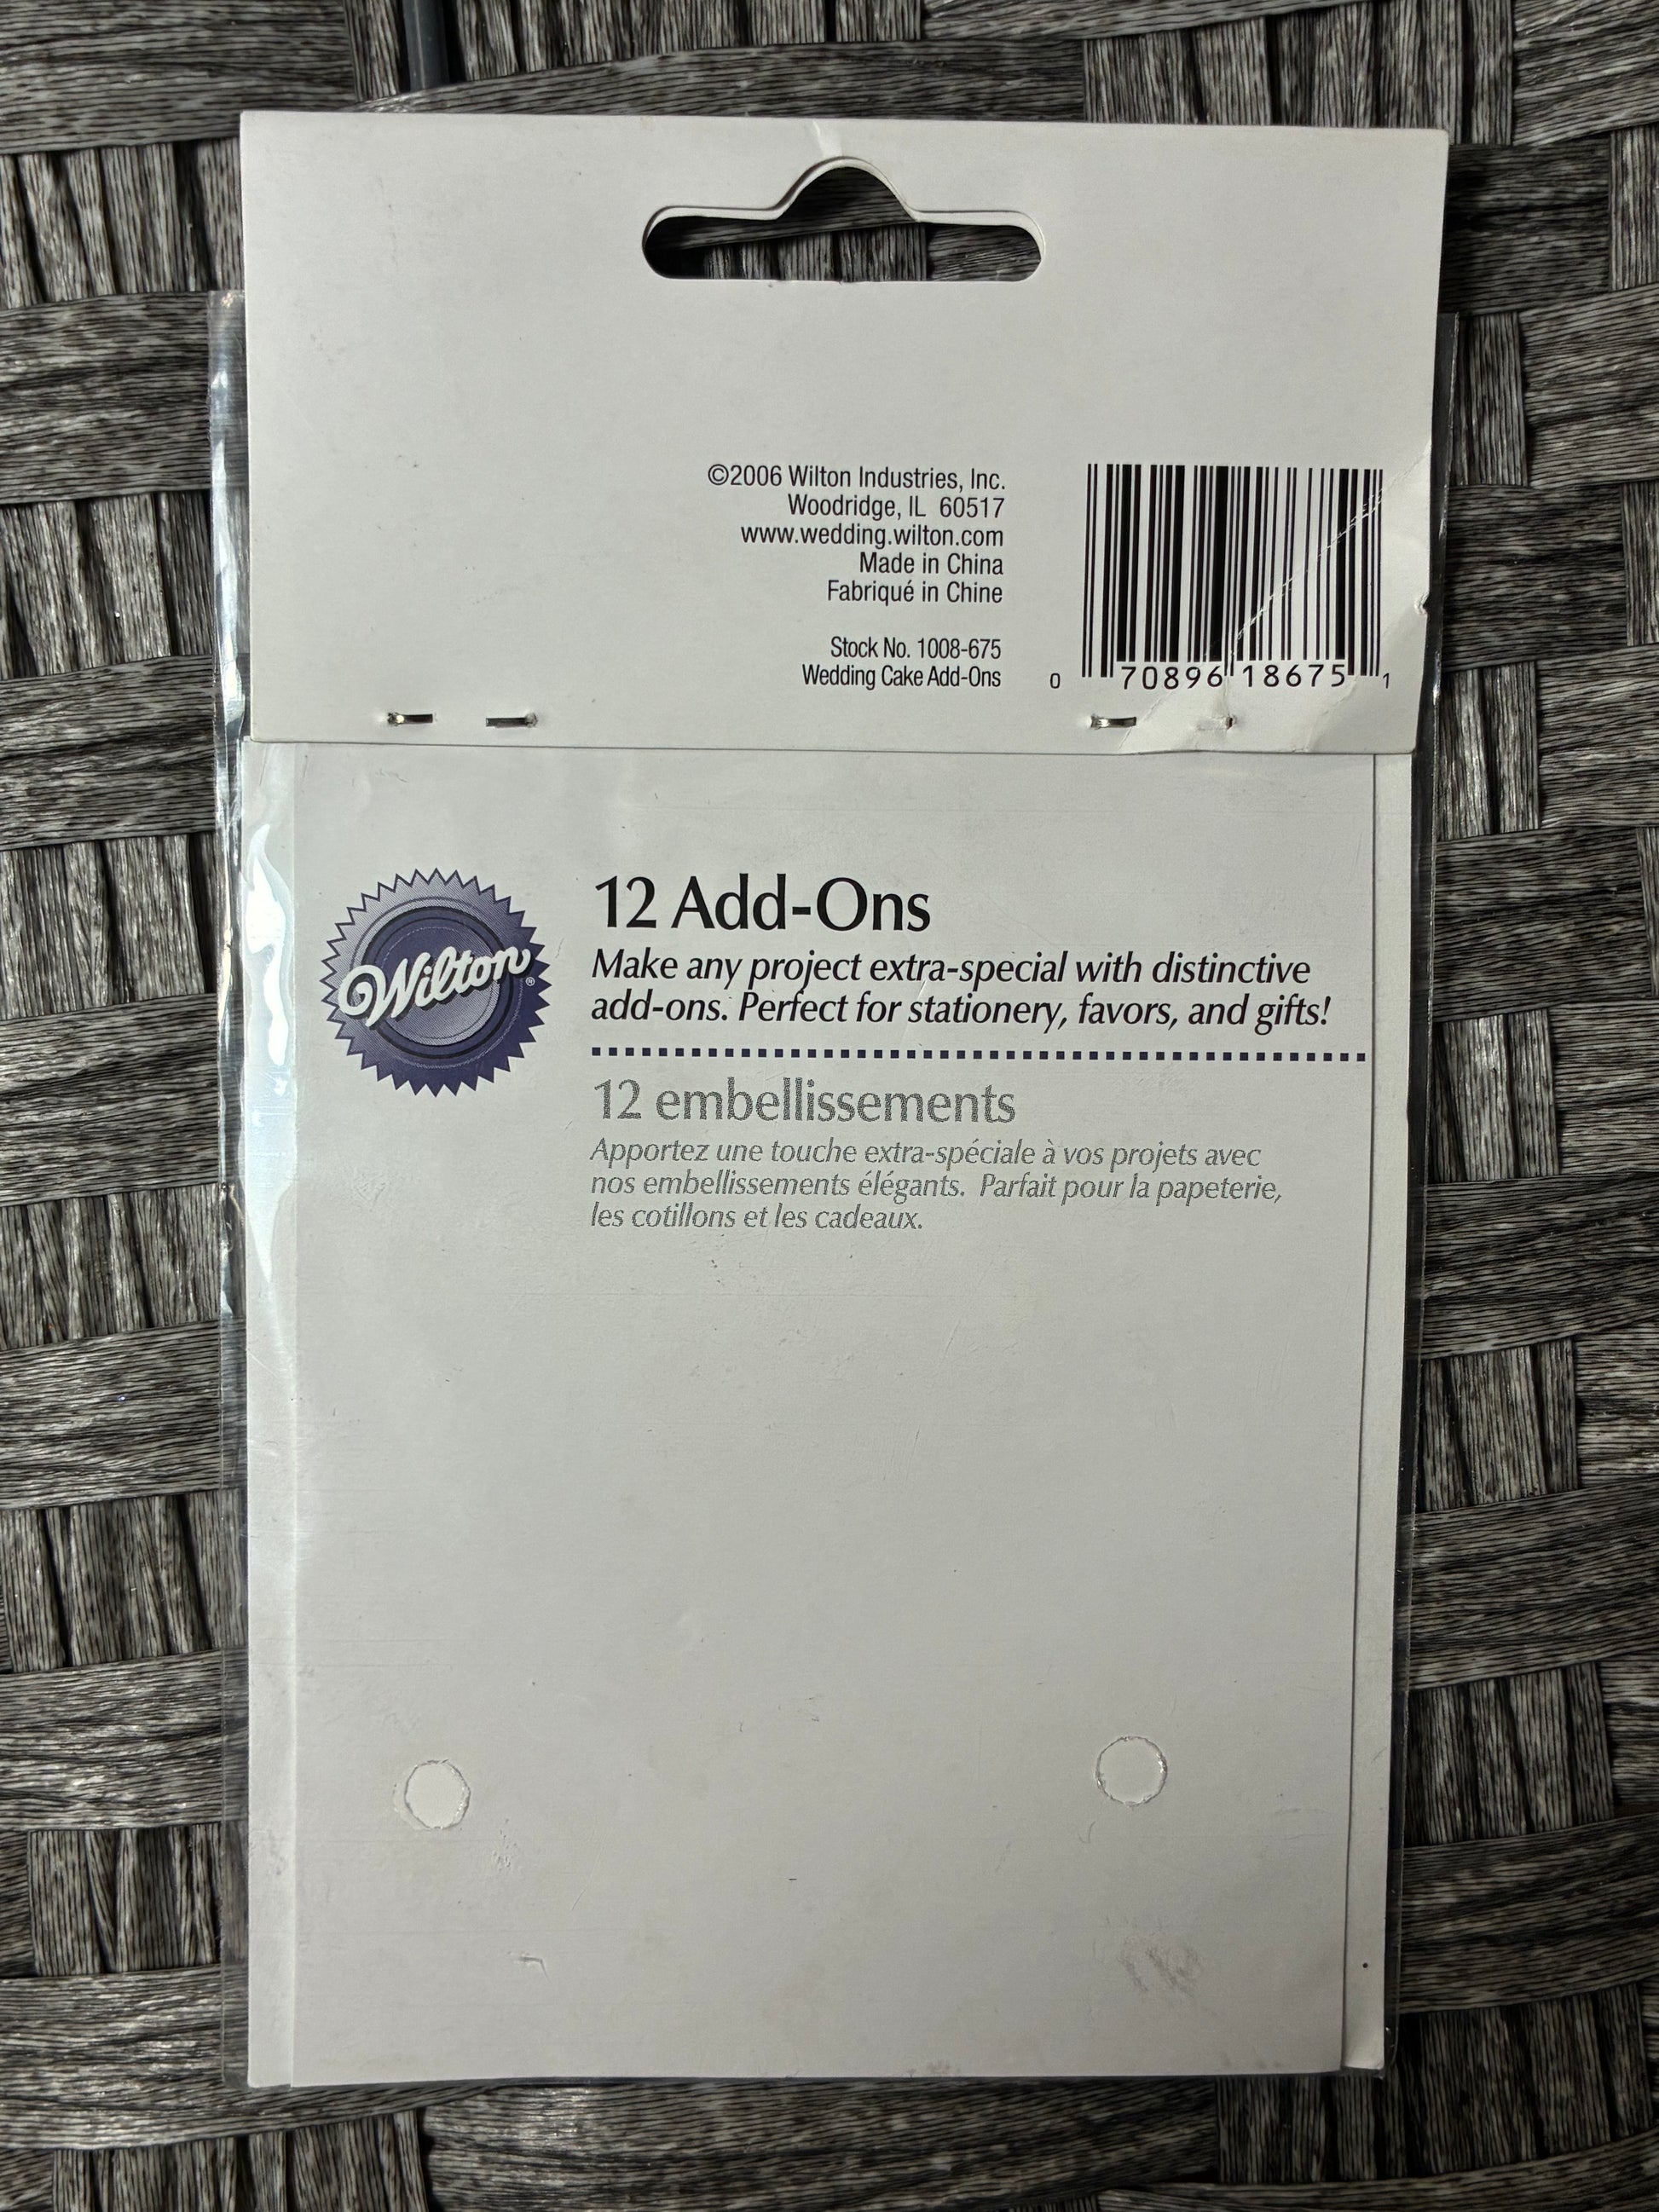 ©2006 Wilton Industries, Inc.
Woodridge, IL 60517
www.wedding.wilton.com
Made in China
Fabriqué in Chine
Stock No. 1008-675
Wedding Cake Add-Ons
0 70896 18675 1
Wilton®
12 Add-Ons
Make any project extra-special with distinctive
add-ons. Perfect for stationery, favors, and gifts!
12 embellissements
Apportez une touche extra-spéciale à vos projets avec
nos embellissements élégants. Parfait pour la papeterie,
les cotillons et les cadeaux.